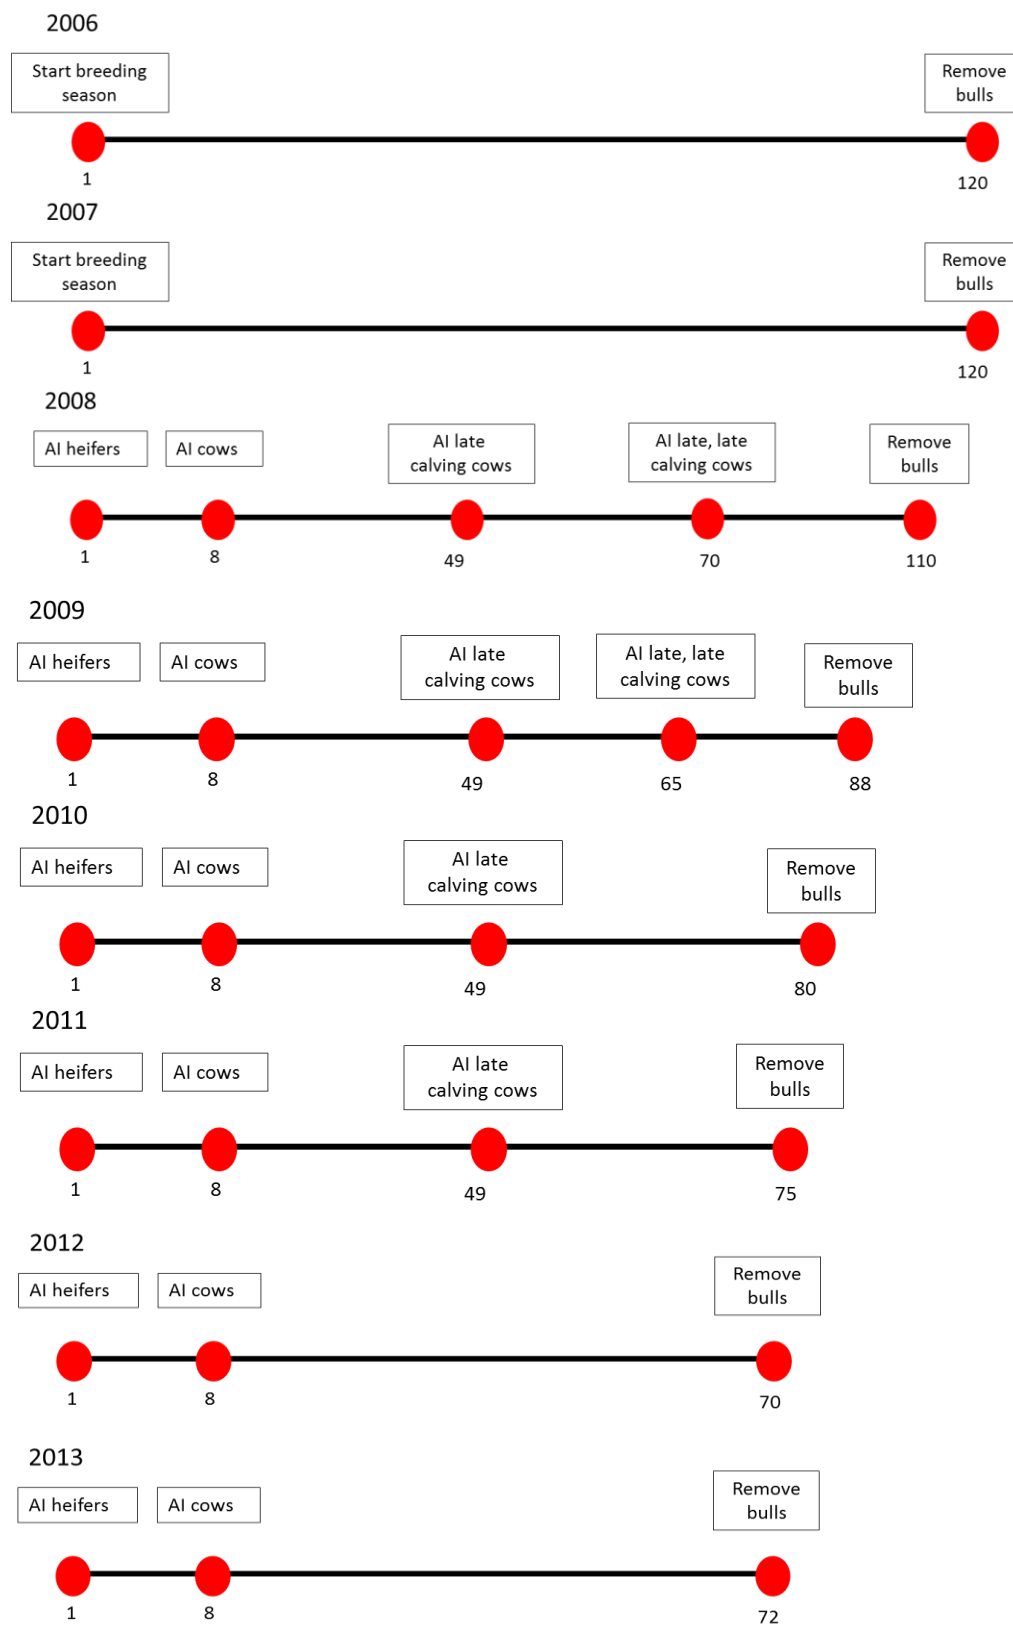 2006
Start breeding
season
Remove
bulls
1
120
2007
Start breeding
season
Remove
bulls
1
120
2008
AI heifers
AI cows
AI late
calving cows
AI late, late
calving cows
Remove
bulls
1
8
49
70
110
2009
AI heifers
AI cows
AI late
calving cows
AI late, late
calving cows
Remove
bulls
1
8
49
65
88
2010
AI heifers
AI cows
AI late
calving cows
Remove
bulls
1
8
49
80
2011
AI heifers
AI cows
AI late
calving cows
Remove
bulls
1
8
49
75
2012
AI heifers
AI cows
Remove
bulls
1
8
70
2013
AI heifers
AI cows
Remove
bulls
1
8
72